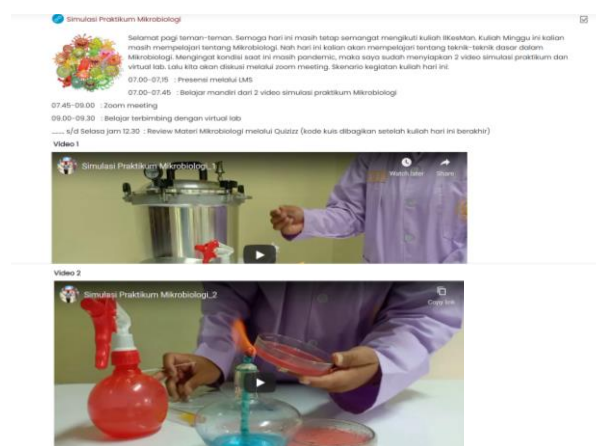 Simulasi Praktikum Mikrobiologi
Selamat pagi teman-teman. Semoga hari ini masih tetap semangat mengikuti kuliah IlKesMan. Kuliah Minggu ini kalian
masih mempelajari tentang Mikrobiologi. Nah hari ini kalian akan mempelajari tentang teknik-teknik dasar dalam
Mikrobiologi. Mengingat kondisi saat ini masih pandemic, maka saya sudah menyiapkan 2 video simulasi praktikum dan
virtual lab. Lalu kita akan diskusi melalui zoom meeting. Skenario kegiatan kuliah hari ini:
07.00-07,15 : Presensi melalui LMS
07.00-07.45 : Belajar mandiri dari 2 video simulasi praktikum Mikrobiologi
07.45-09.00 : Zoom meeting
09.00-09.30 : Belajar terbimbing dengan virtual lab
...... s/d Selasa jam 12.30 : Review Materi Mikrobiologi melalui Quizizz (kode kuis dibagikan setelah kuliah hari ini berakhir)
Video 1
Simulasi Praktikum Mikrobiologi_1
Watch later Share
Video 2
Simulasi Praktikum Mikrobiologi_2
Copy link